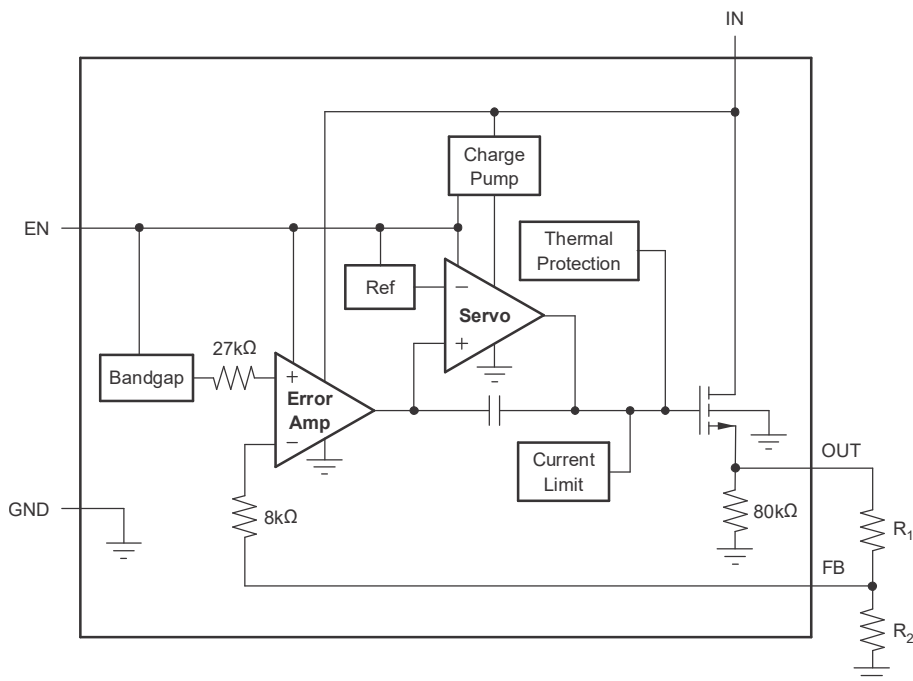 IN
Charge
Pump
EN
Thermal
Protection
Ref
−
Servo
+
27kΩ
Bandgap
+
Error
Amp
−
Current
Limit
OUT
GND
8kΩ
80kΩ
R1
FB
R2